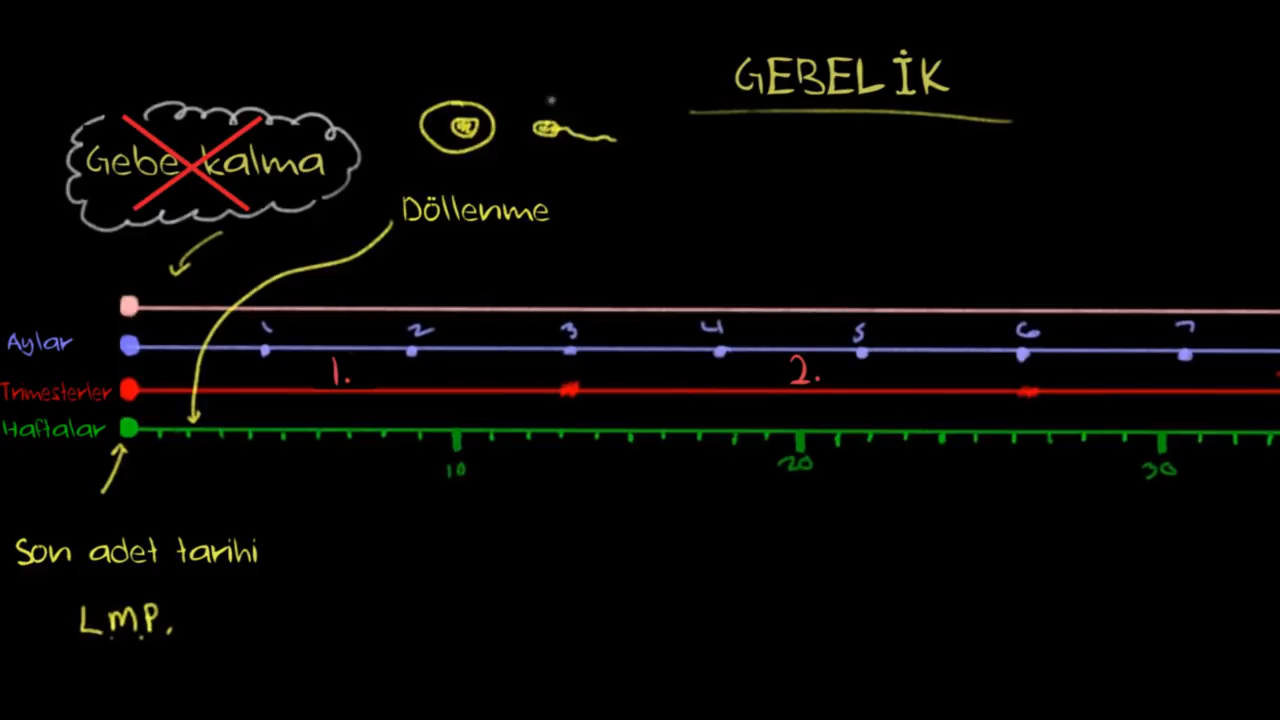 GEBELİK
Gebe kalma
Döllenme
Aylar 1 2 3 4 5 6 7
1. 2.
Trimesterler
Haftalar
10 20 30
Son adet tarihi
L.M.P.